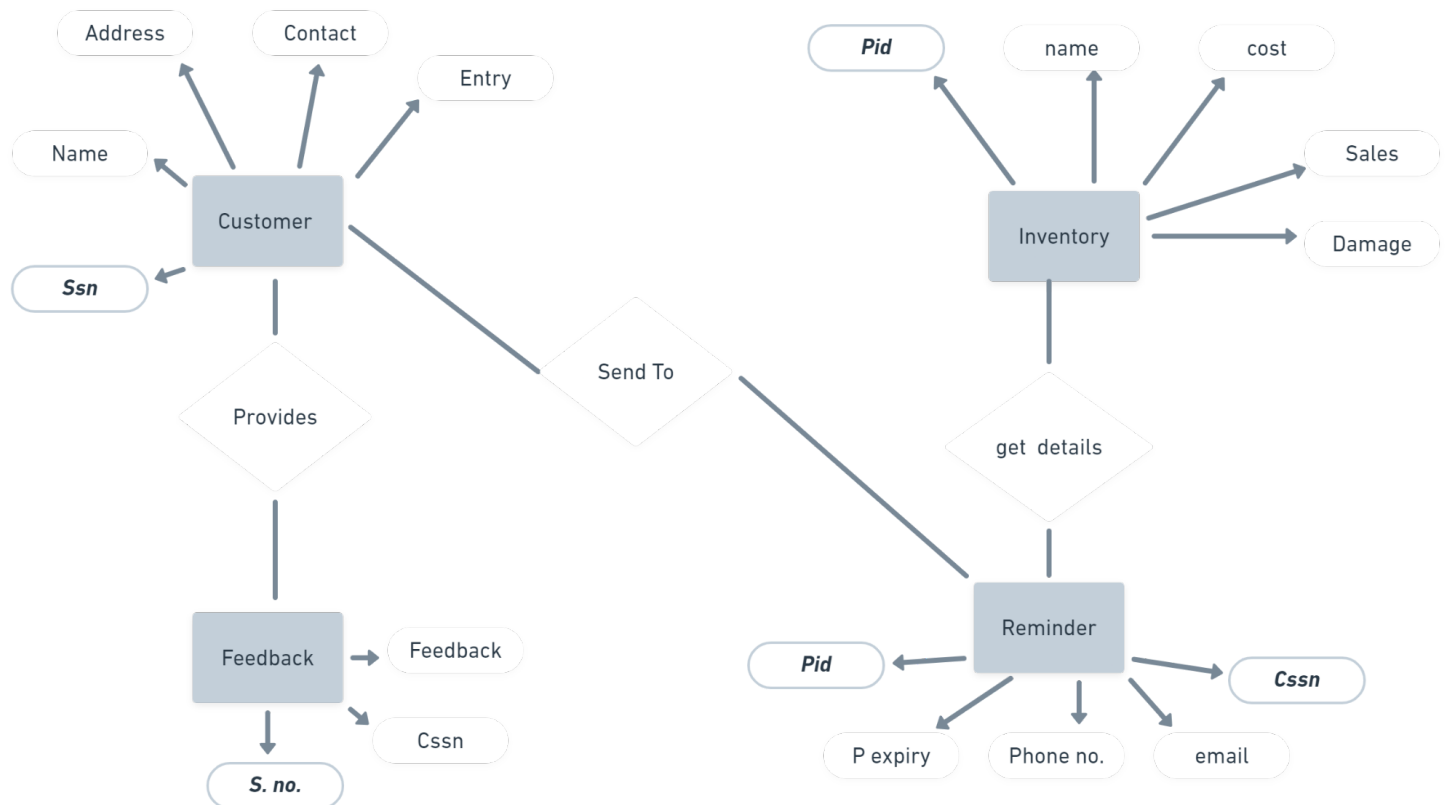 Address
Contact
Entry
Name
Customer
Ssn
Pid
name
cost
Sales
Inventory
Damage
Send To
Provides
get  details
Feedback
Feedback
Cssn
S. no.
Reminder
Pid
Cssn
P expiry
Phone no.
email